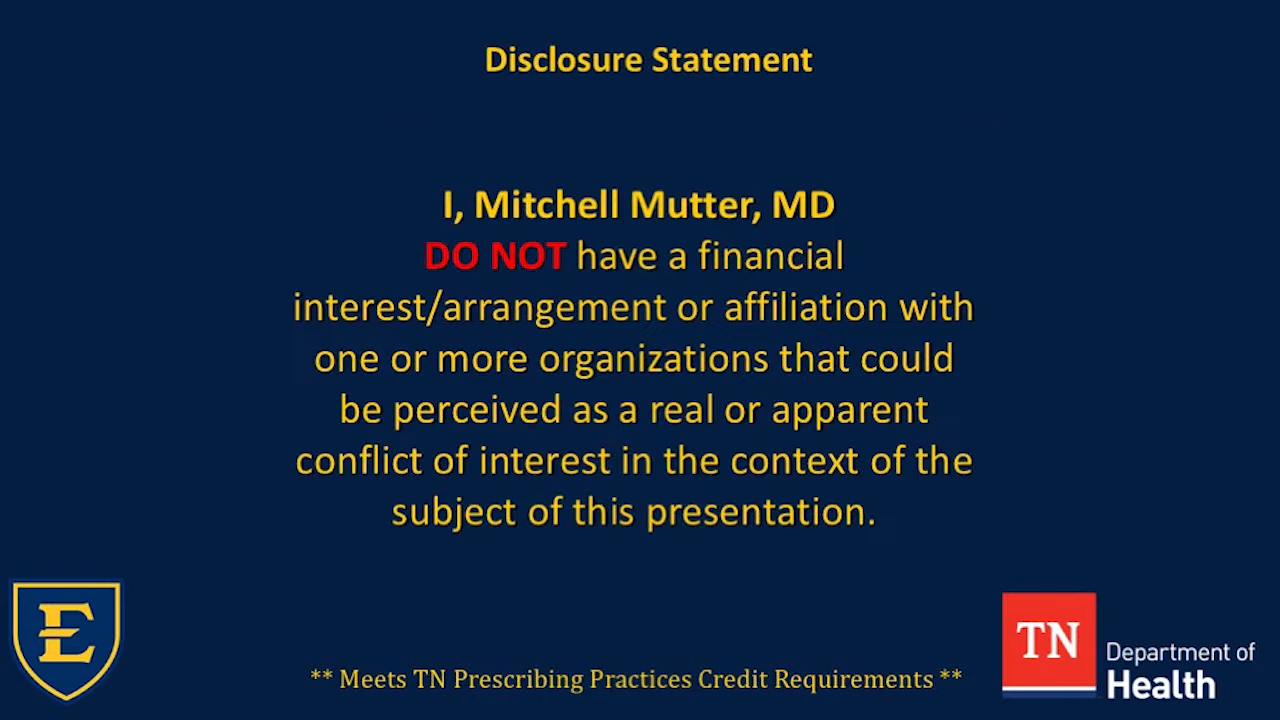 Disclosure Statement
I, Mitchell Mutter, MD
DO NOT have a financial
interest/arrangement or affiliation with
one or more organizations that could
be perceived as a real or apparent
conflict of interest in the context of the
subject of this presentation.
E
** Meets TN Prescribing Practices Credit Requirements **
TN
Department of
Health